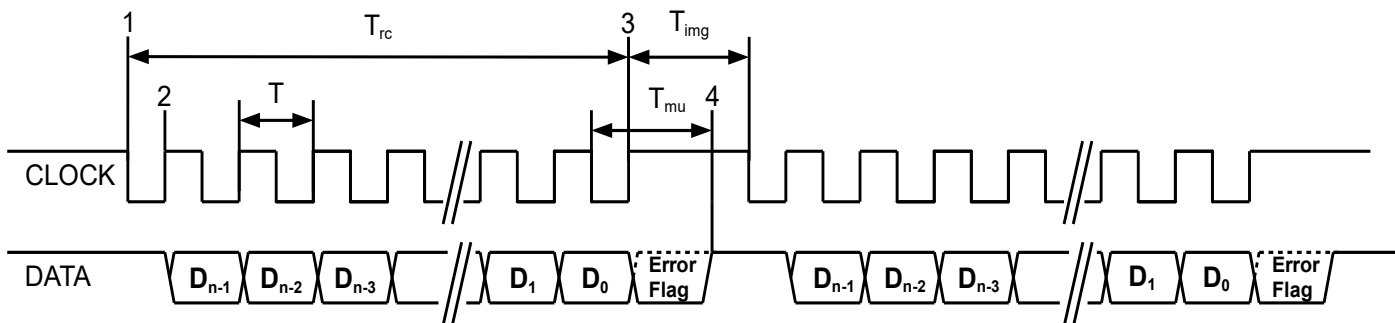 1 T_rc 3 T_img
2 T T_mu 4
CLOCK
DATA D_n-1 D_n-2 D_n-3 D_1 D_0 Error Flag D_n-1 D_n-2 D_n-3 D_1 D_0 Error Flag